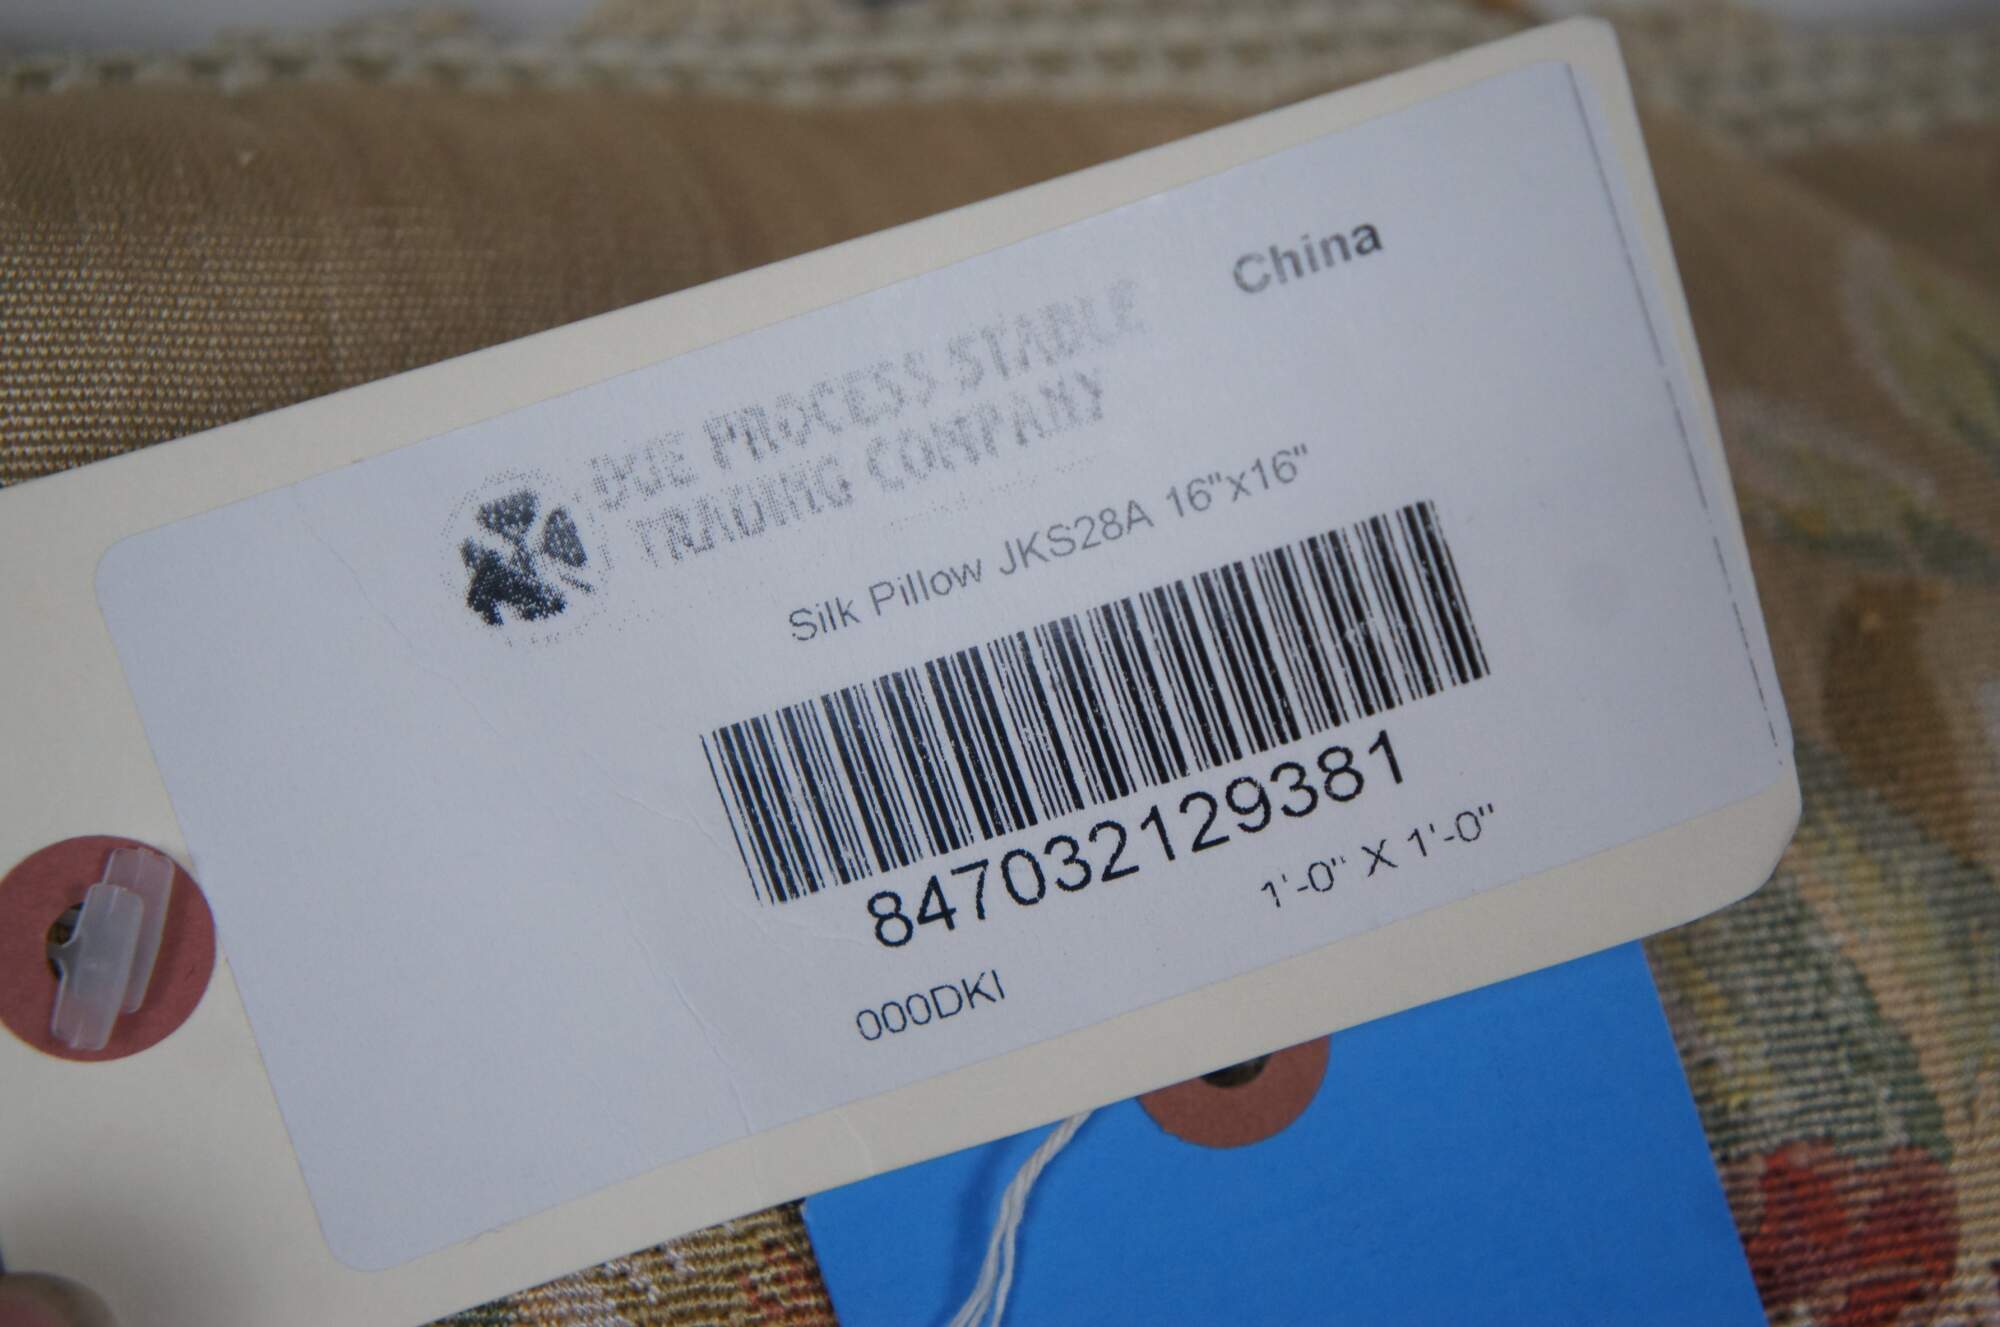 China
DUE PROCESS STABLE
TRADING COMPANY
Silk Pillow JKS28A 16"x16"
847032129381
1'-0" X 1'-0"
000DKI